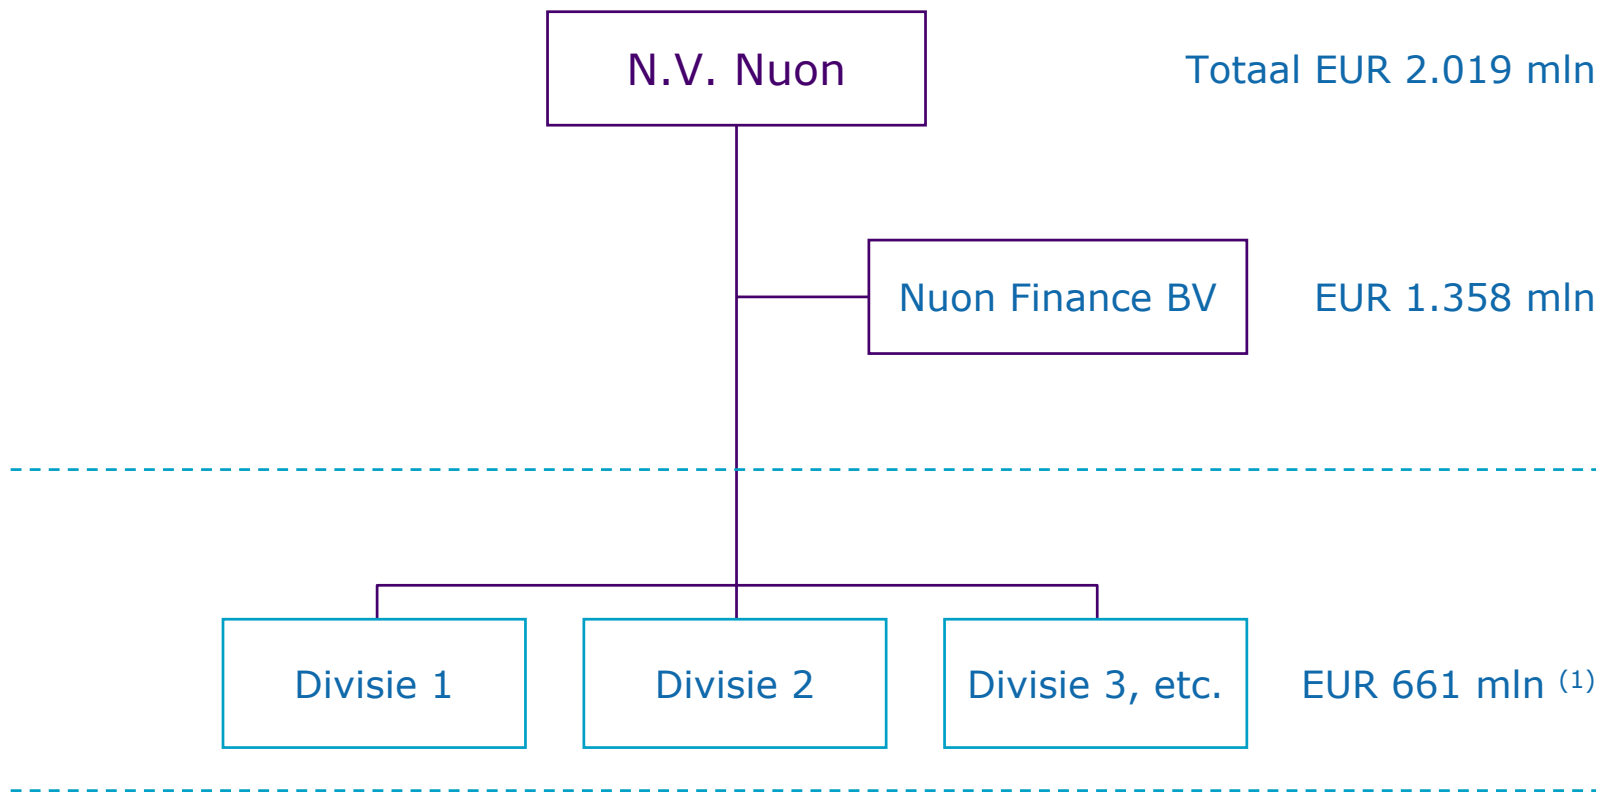 N.V. Nuon
Totaal EUR 2.019 mln
Nuon Finance BV
EUR 1.358 mln
Divisie 1
Divisie 2
Divisie 3, etc.
EUR 661 mln (1)